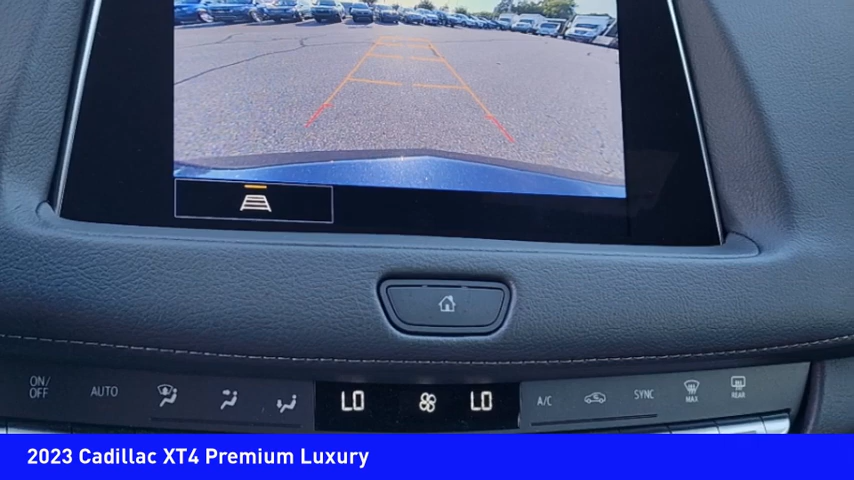 ON/
OFF
AUTO
LO
LO
A/C
SYNC
MAX
REAR
2023 Cadillac XT4 Premium Luxury